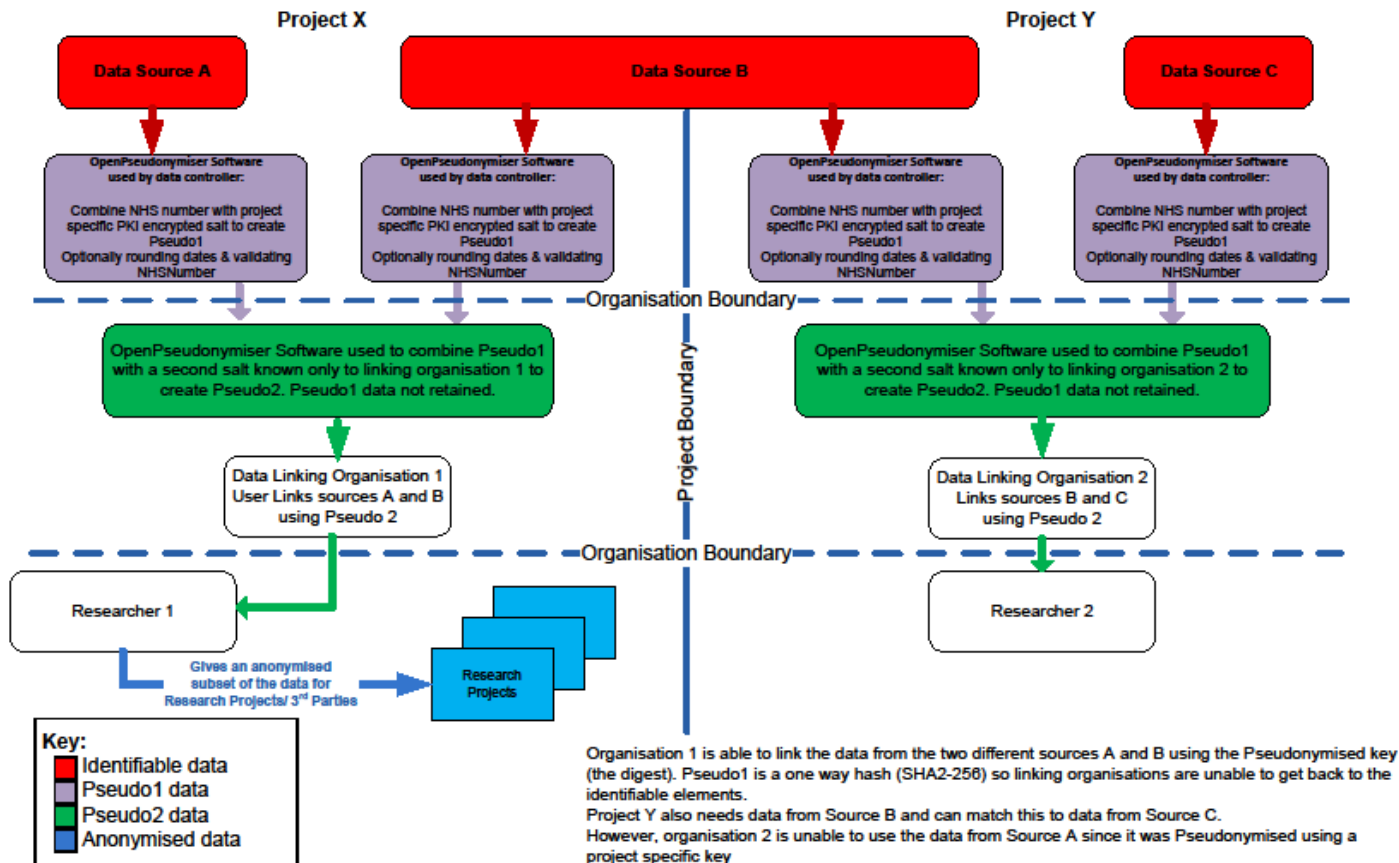 Project X
Project Y
Data Source A
Data Source B
Data Source C
OpenPseudonymiser Software
used by data controller:
Combine NHS number with project
specific PKI encrypted salt to create
Pseudo1
Optionally rounding dates & validating
NHSNumber
OpenPseudonymiser Software
used by data controller:
Combine NHS number with project
specific PKI encrypted salt to create
Pseudo1
Optionally rounding dates & validating
NHSNumber
OpenPseudonymiser Software
used by data controller:
Combine NHS number with project
specific PKI encrypted salt to create
Pseudo1
Optionally rounding dates & validating
NHSNumber
OpenPseudonymiser Software
used by data controller:
Combine NHS number with project
specific PKI encrypted salt to create
Pseudo1
Optionally rounding dates & validating
NHSNumber
Organisation Boundary
OpenPseudonymiser Software used to combine Pseudo1
with a second salt known only to linking organisation 1 to
create Pseudo2. Pseudo1 data not retained.
Project Boundary
OpenPseudonymiser Software used to combine Pseudo1
with a second salt known only to linking organisation 2 to
create Pseudo2. Pseudo1 data not retained.
Data Linking Organisation 1
User Links sources A and B
using Pseudo 2
Data Linking Organisation 2
Links sources B and C
using Pseudo 2
Organisation Boundary
Researcher 1
Researcher 2
Gives an anonymised
subset of the data for
Research Projects/ 3rd Parties
Research
Projects
Key:
Identifiable data
Pseudo1 data
Pseudo2 data
Anonymised data
Organisation 1 is able to link the data from the two different sources A and B using the Pseudonymised key
(the digest). Pseudo1 is a one way hash (SHA2-256) so linking organisations are unable to get back to the
identifiable elements.
Project Y also needs data from Source B and can match this to data from Source C.
However, organisation 2 is unable to use the data from Source A since it was Pseudonymised using a
project specific key